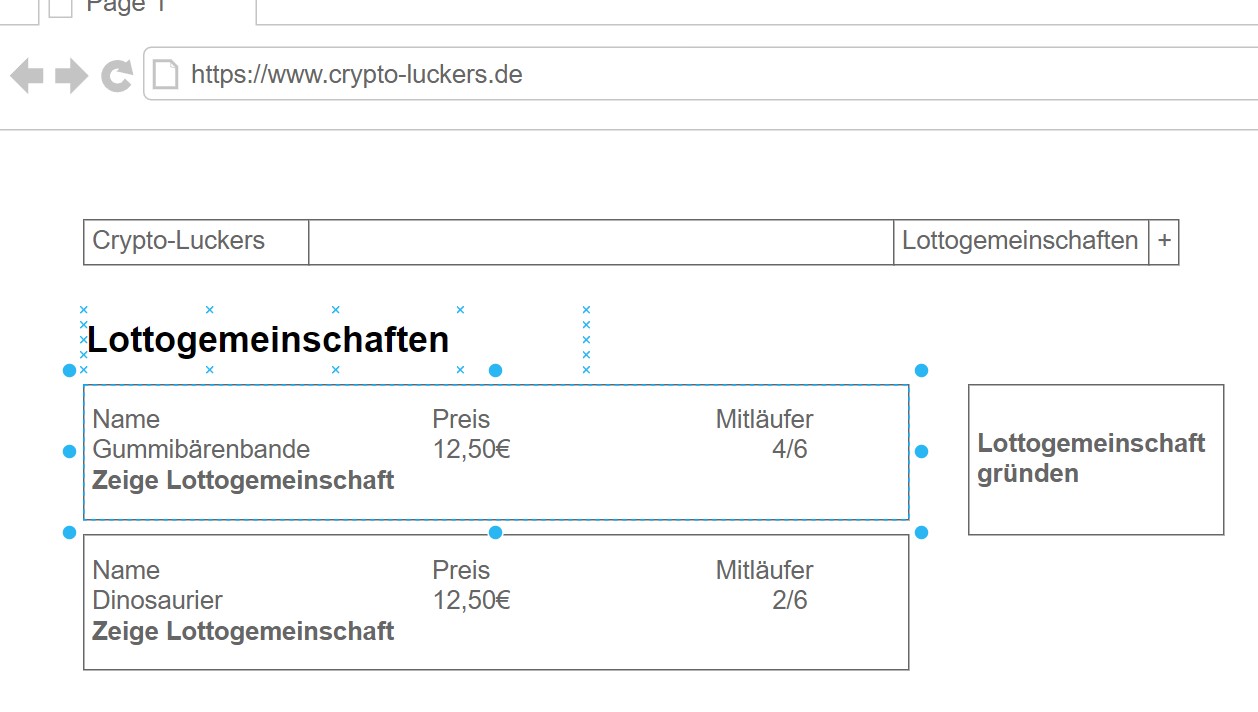 Page 1
https://www.crypto-luckers.de
Crypto-Luckers Lottogemeinschaften +
Lottogemeinschaften
Name Preis Mitläufer
Gummibärenbande 12,50€ 4/6
Zeige Lottogemeinschaft
Lottogemeinschaft
gründen
Name Preis Mitläufer
Dinosaurier 12,50€ 2/6
Zeige Lottogemeinschaft